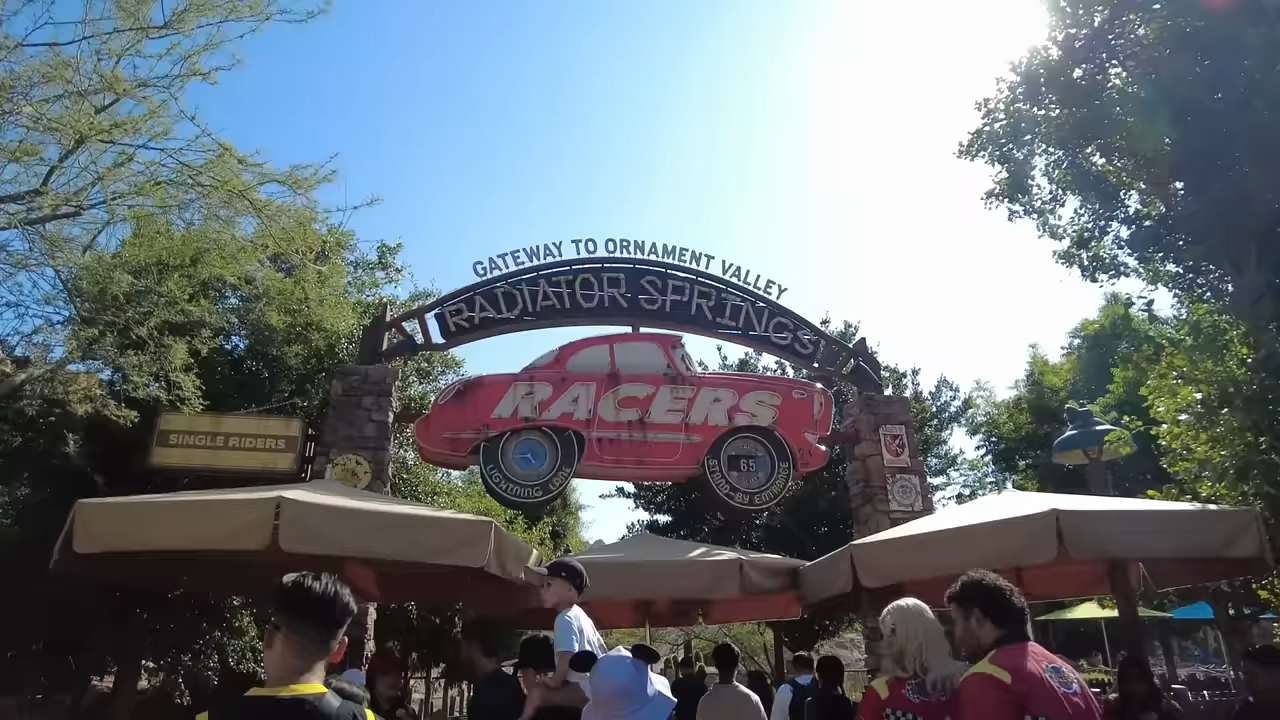 GATEWAY TO ORNAMENT VALLEY
RADIATOR SPRINGS
RACERS
SINGLE RIDERS
LIGHTNING LANE
65
STAND-BY ENTRANCE